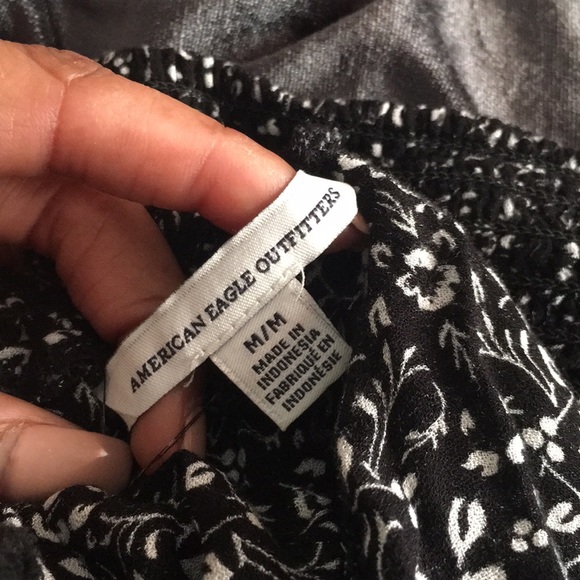 AMERICAN EAGLE OUTFITTERS
M/M
MADE IN
INDONESIA
FABRIQUÉ EN
INDONÉSIE